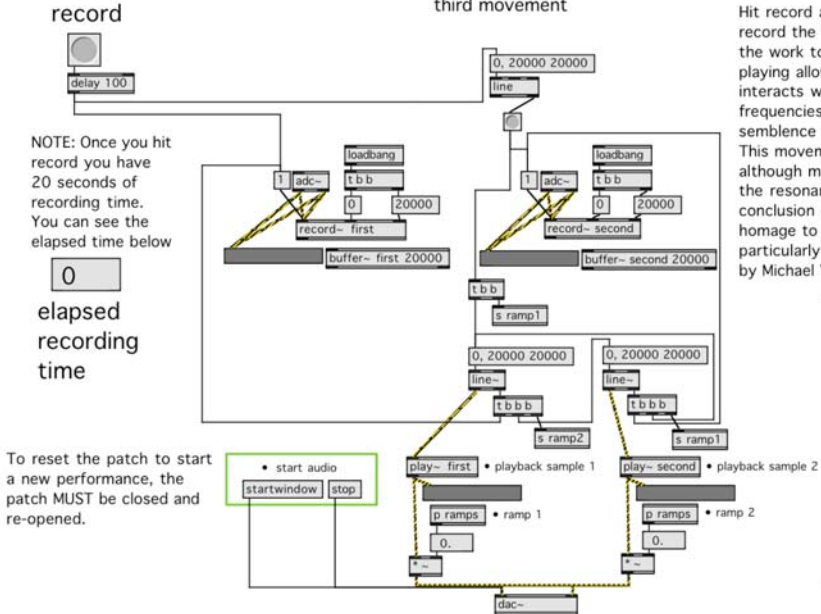 third movement
record
delay 100
Hit record a
record the
the work to
playing allow
interacts w
frequencies
semblence
This movem
although m
the resonan
conclusion
homage to
particularly
by Michael
0, 20000 20000
line
NOTE: Once you hit
record you have
20 seconds of
recording time.
You can see the
elapsed time below
0
elapsed
recording
time
1
adc~
loadbang
t b b
0
20000
record~ first
buffer~ first 20000
1
adc~
loadbang
t b b
0
20000
record~ second
buffer~ second 20000
t b b
s ramp1
0, 20000 20000
line~
t b b b
s ramp2
0, 20000 20000
line~
t b b b
s ramp1
To reset the patch to start
a new performance, the
patch MUST be closed and
re-opened.
• start audio
startwindow
stop
play~ first
• playback sample 1
p ramps
• ramp 1
0.
* ~
play~ second
• playback sample 2
p ramps
• ramp 2
0.
* ~
dac~